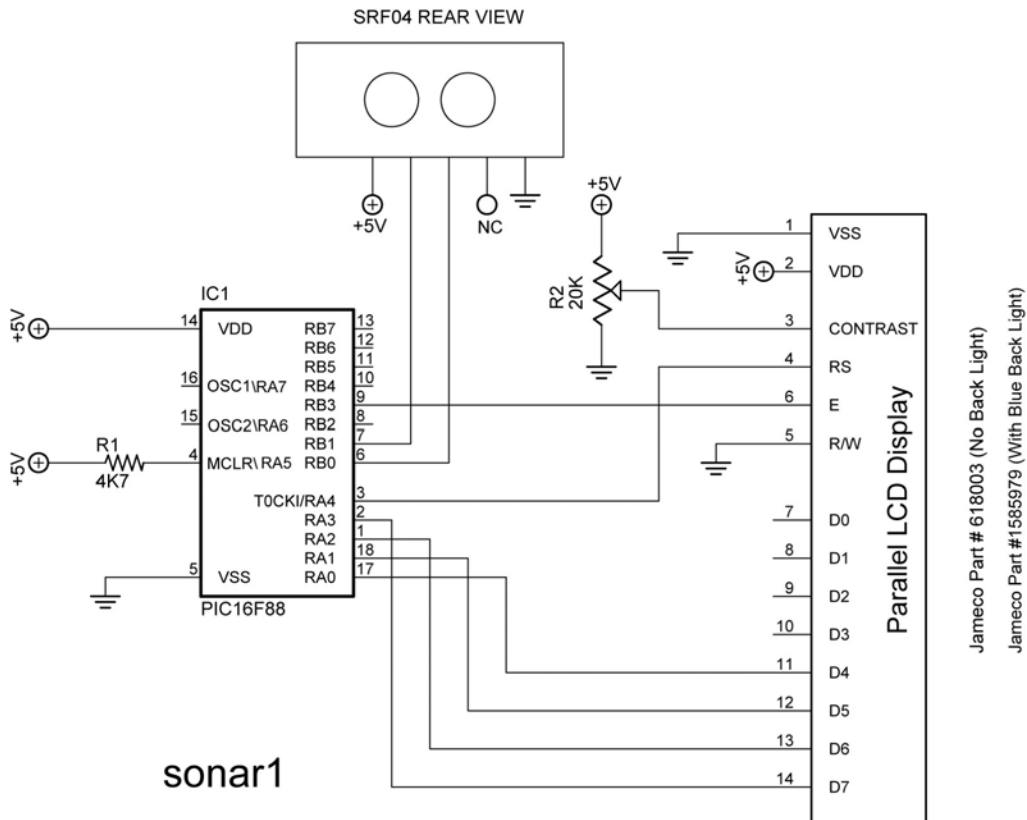 SRF04 REAR VIEW
+5V
NC
+5V
R2
20K
IC1
+5V
14
VDD
RB7
13
RB6
12
RB5
11
16
OSC1\RA7
RB4
10
RB3
9
15
OSC2\RA6
RB2
8
RB1
7
+5V
R1
4K7
4
MCLR\RA5
RB0
6
T0CKI/RA4
3
RA3
2
RA2
1
RA1
18
5
VSS
RA0
17
PIC16F88
1
VSS
+5V
2
VDD
3
CONTRAST
4
RS
6
E
5
R/W
7
D0
8
D1
9
D2
10
D3
11
D4
12
D5
13
D6
14
D7
Parallel LCD Display
Jameco Part # 618003 (No Back Light)
Jameco Part #1585979 (With Blue Back Light)
sonar1